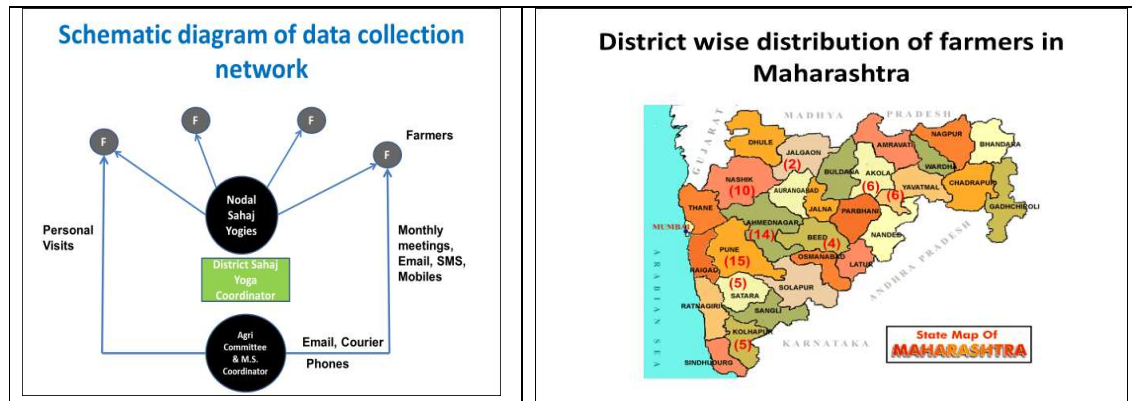 Schematic diagram of data collection
network
F
F
F
F
Farmers
Nodal
Sahaj
Yogies
Personal
Visits
Monthly
meetings,
Email, SMS,
Mobiles
District Sahaj
Yoga
Coordinator
Agri
Committee
& M.S.
Coordinator
Email, Courier
Phones
District wise distribution of farmers in
Maharashtra
GUJARAT
MADHYA PRADESH
DHULE
JALGAON
(2)
BULDANA
AKOLA
(6)
AMRAVATI
NAGPUR
WARDHA
BHANDARA
NASHIK
(10)
AURANGABAD
JALNA
PARBHANI
YAVATMAL
(6)
CHADRAPUR
GADHCHIROLI
THANE
MUMBAI
AHMEDNAGAR
(14)
BEED
(4)
NANDED
PUNE
(15)
OSMANABAD
LATUR
ANDHRA PRADESH
RAIGAD
(5)
SATARA
SOLAPUR
RATNAGIRI
SANGLI
KOLHAPUR
(5)
SINDHUDURG
KARNATAKA
ARABIAN SEA
State Map Of
MAHARASHTRA